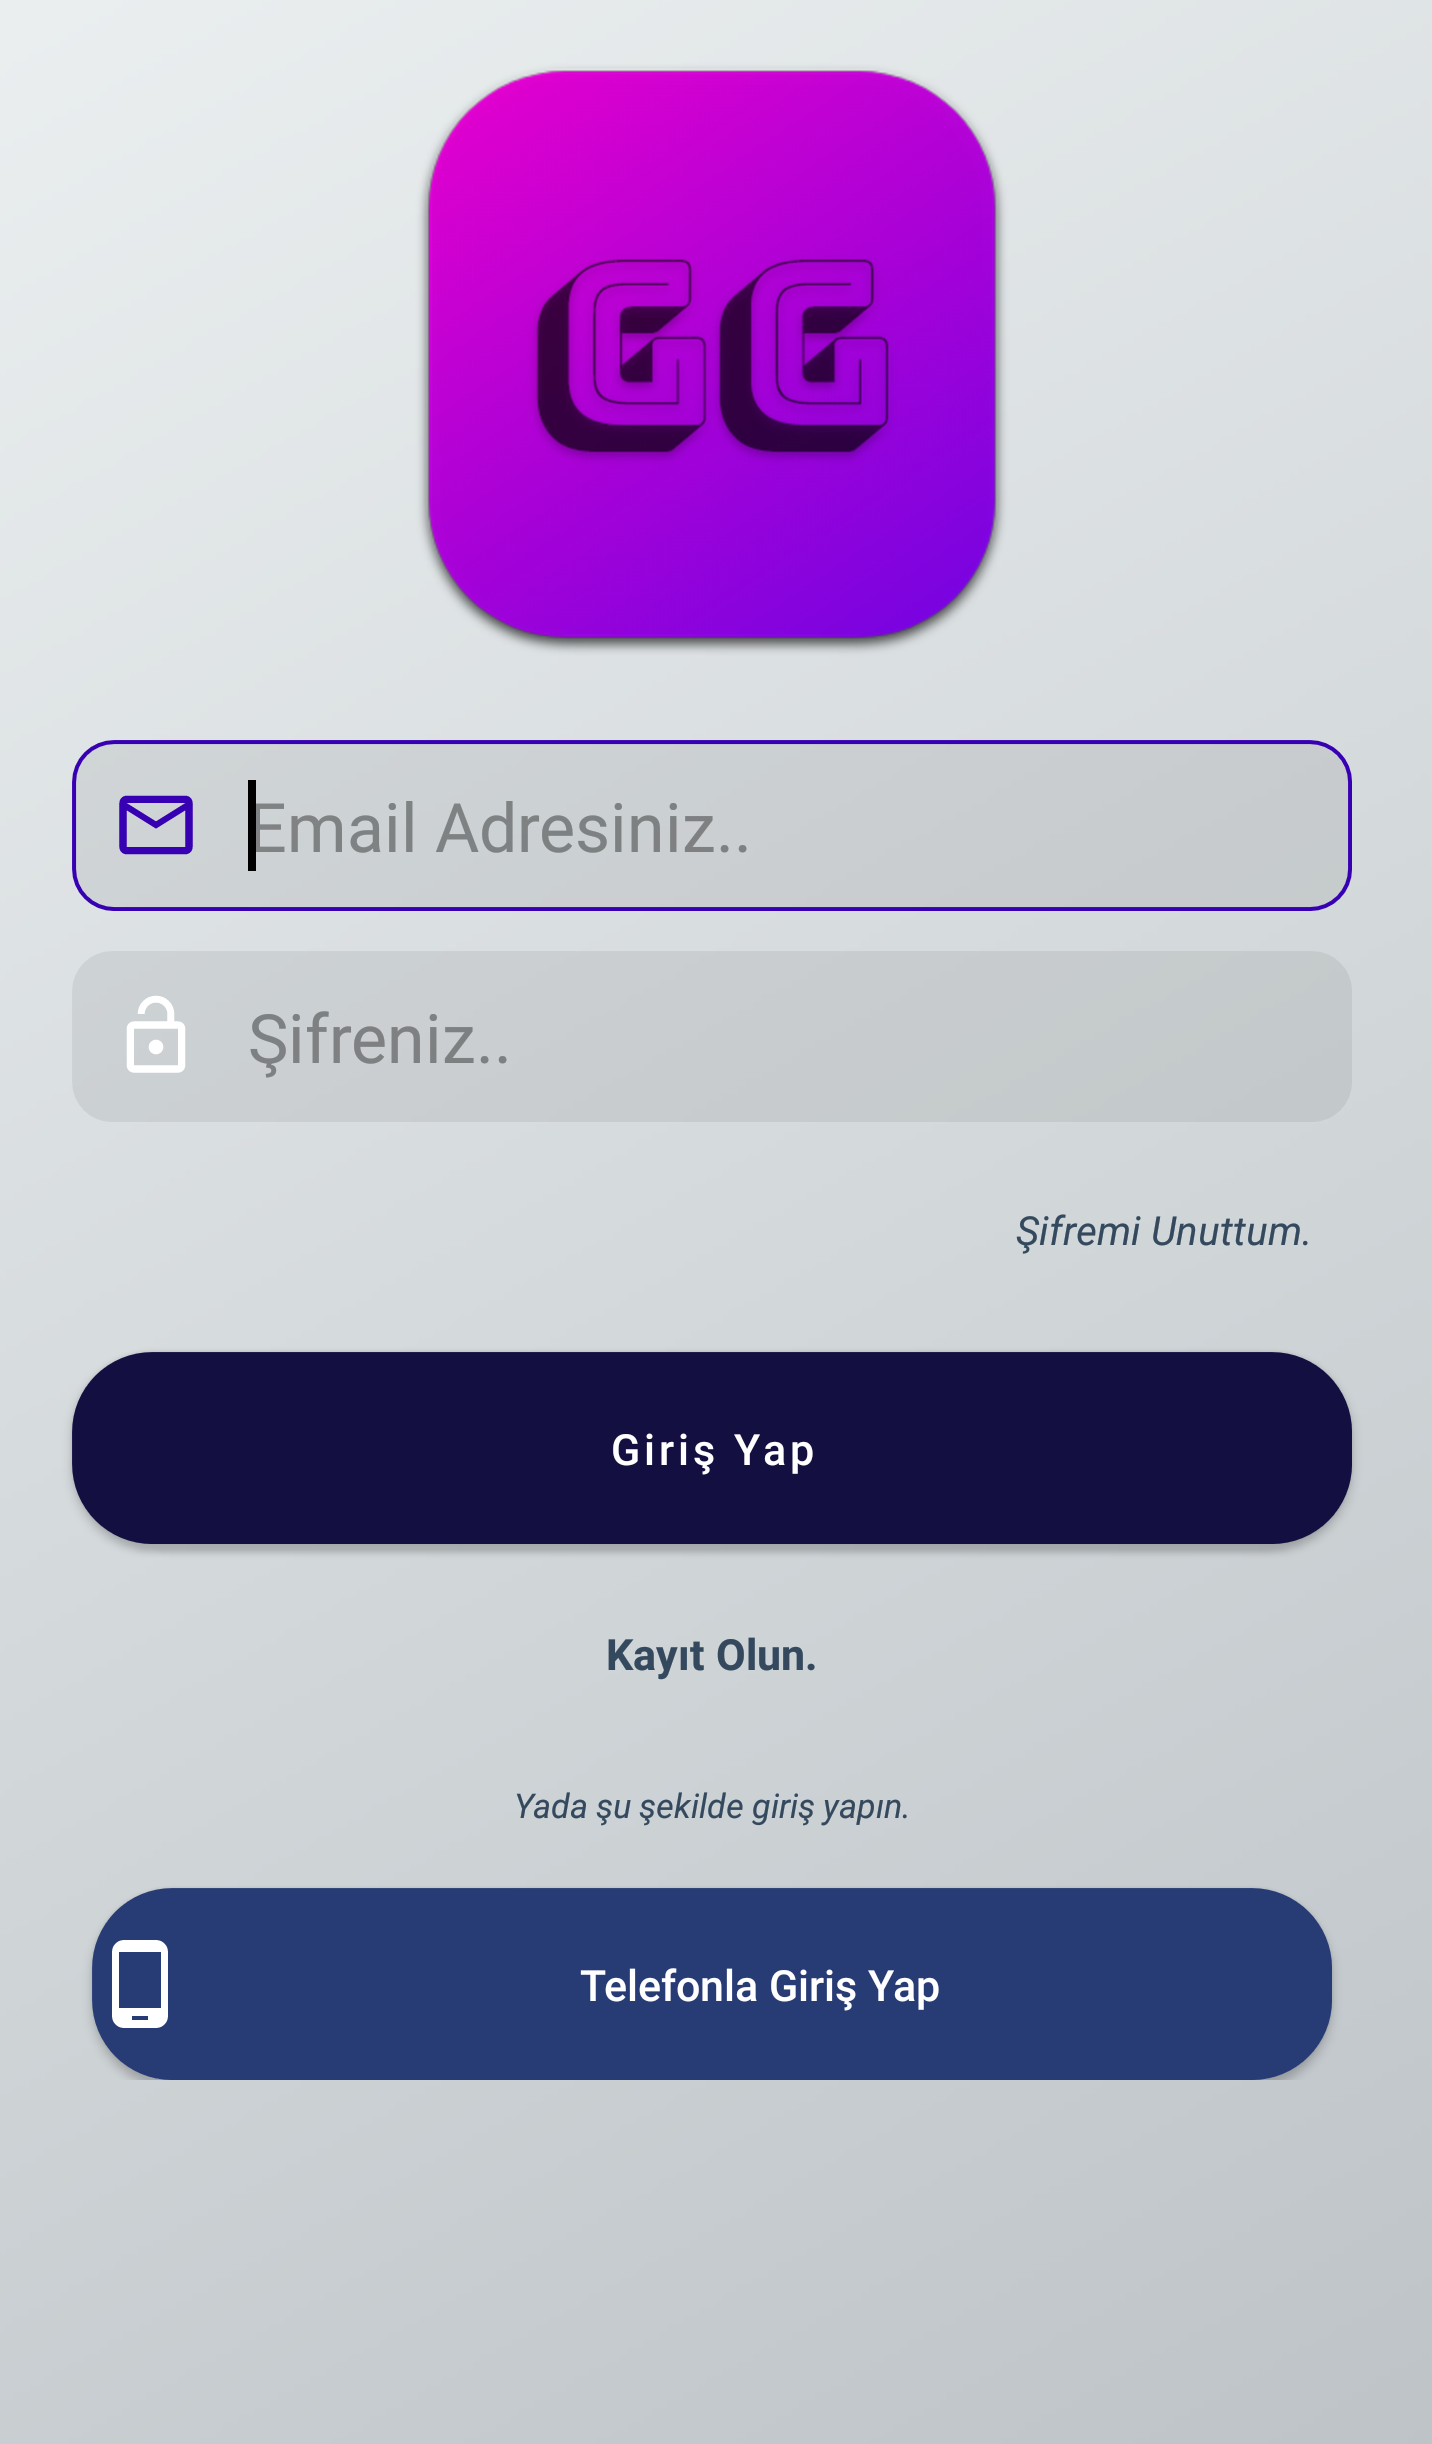 GG
Email Adresiniz..
Şifreniz..
Şifremi Unuttum.
Giriş Yap
Kayıt Olun.
Yada şu şekilde giriş yapın.
Telefonla Giriş Yap